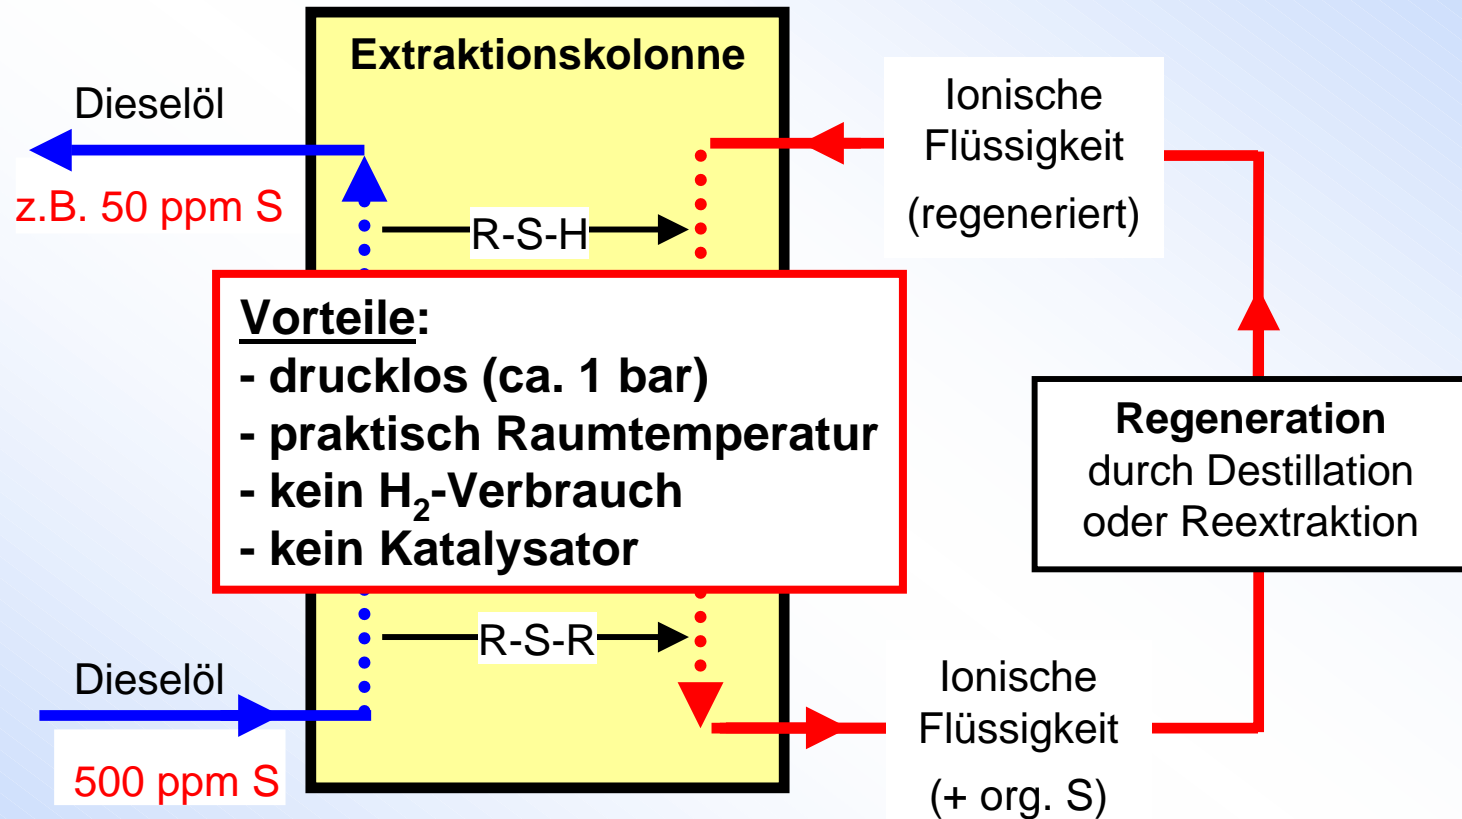 Extraktionskolonne
Dieselöl
z.B. 50 ppm S
R-S-H
Ionische
Flüssigkeit
(regeneriert)
Vorteile:
- drucklos (ca. 1 bar)
- praktisch Raumtemperatur
- kein H₂-Verbrauch
- kein Katalysator
Regeneration
durch Destillation
oder Reextraktion
R-S-R
Dieselöl
500 ppm S
Ionische
Flüssigkeit
(+ org. S)